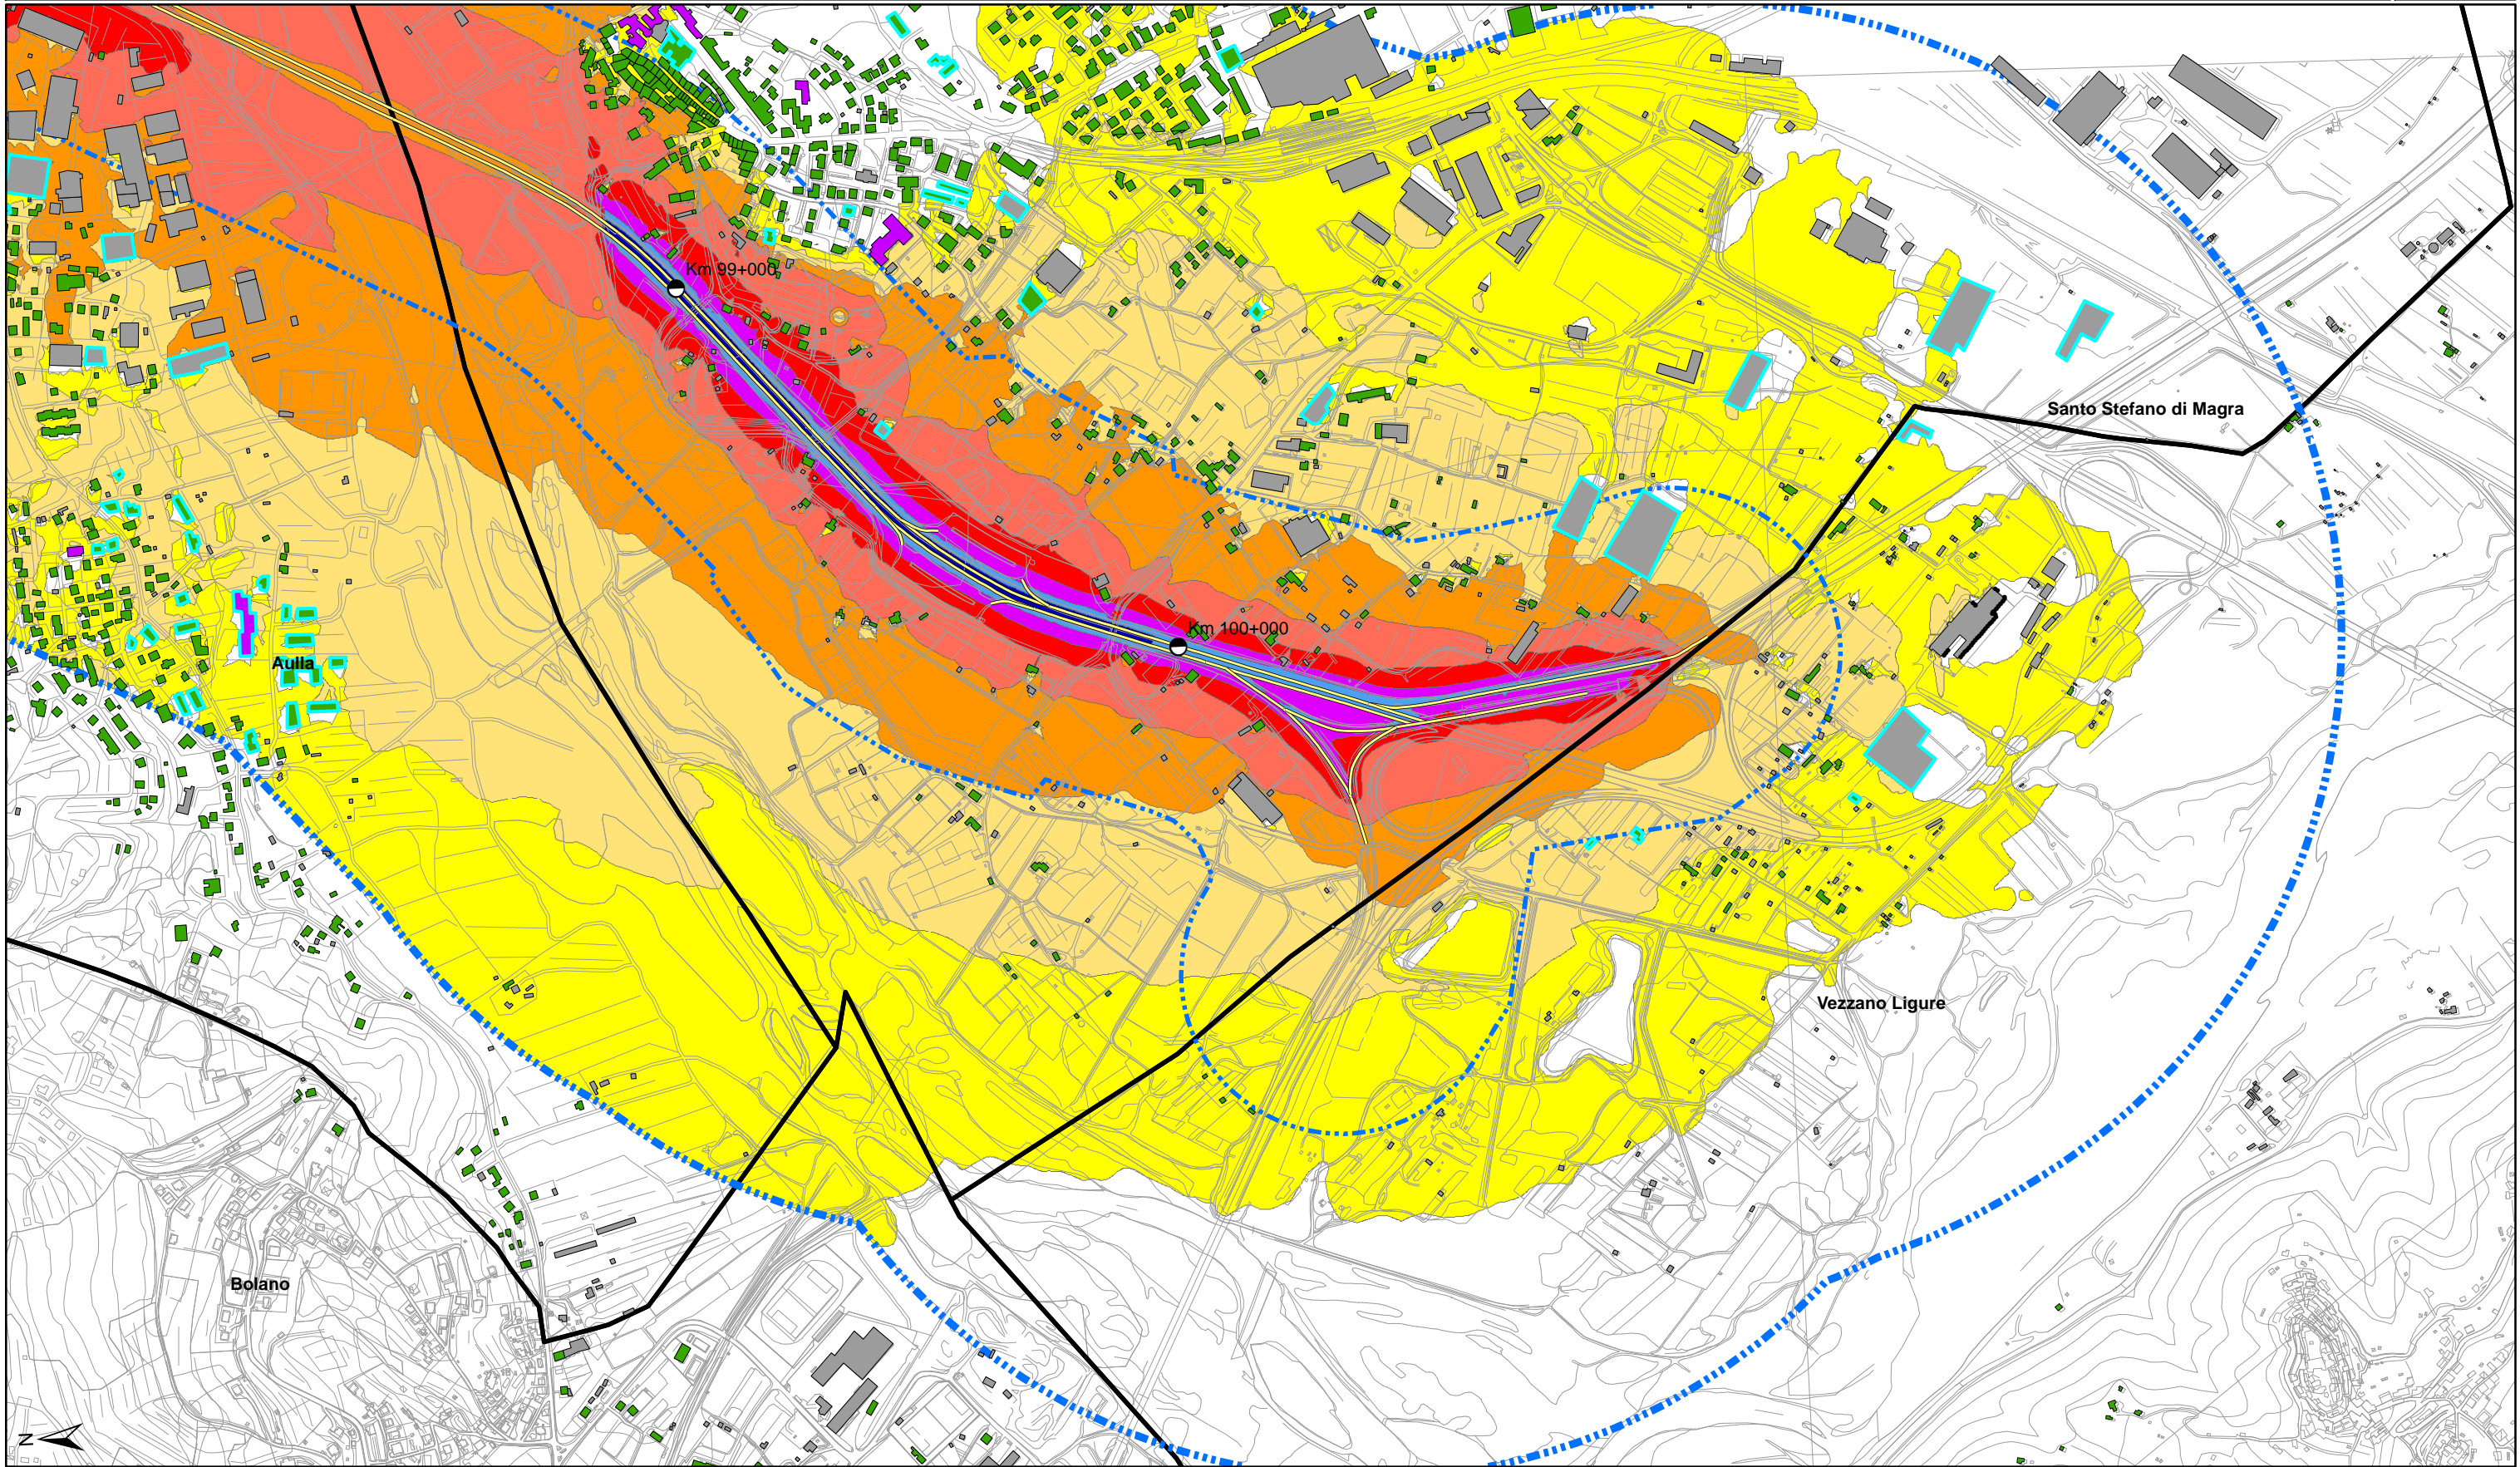 Km 99+000
Santo Stefano di Magra
Km 100+000
Aulla
Vezzano Ligure
Bolano
N